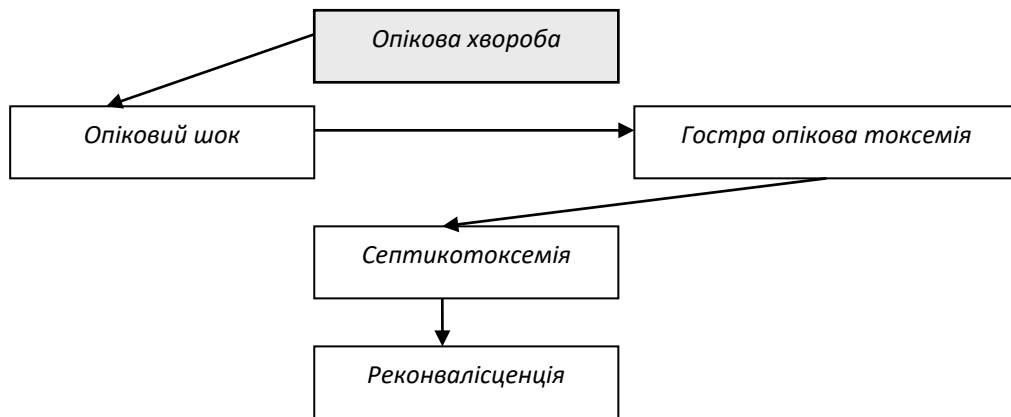 Опікова хвороба
Опіковий шок
Гостра опікова токсемія
Септикотоксемія
Реконвалісценція